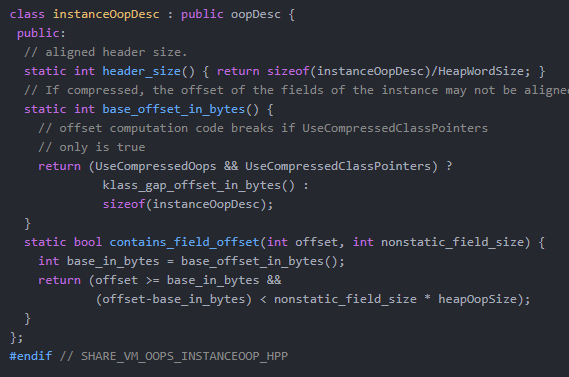 class instanceOopDesc : public oopDesc {
 public:
  // aligned header size.
  static int header_size() { return sizeof(instanceOopDesc)/HeapWordSize; }
  // If compressed, the offset of the fields of the instance may not be aligned
  static int base_offset_in_bytes() {
    // offset computation code breaks if UseCompressedClassPointers
    // only is true
    return (UseCompressedOops && UseCompressedClassPointers) ?
            klass_gap_offset_in_bytes() :
            sizeof(instanceOopDesc);
  }
  static bool contains_field_offset(int offset, int nonstatic_field_size) {
    int base_in_bytes = base_offset_in_bytes();
    return (offset >= base_in_bytes &&
           (offset-base_in_bytes) < nonstatic_field_size * heapOopSize);
  }
};
#endif // SHARE_VM_OOPS_INSTANCEOOP_HPP